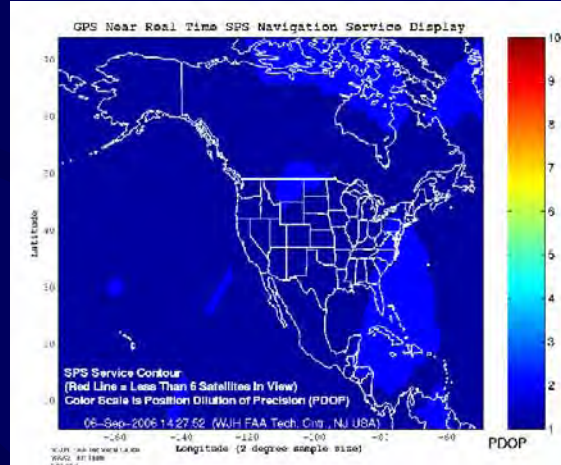 GPS Near Real Time SPS Navigation Service Display
10
9
8
7
6
5
4
3
2
1
PDOP
Latitude
SPS Service Contour
(Red Line = Less Than 6 Satellites In View)
Color Scale Is Position Dilution of Precision (PDOP)
06-Sep-2006 14:27:52 (WJH FAA Tech. Cntr , NJ USA)
-160
-140
-120
-100
-80
-60
Longitude (2 degree sample size)